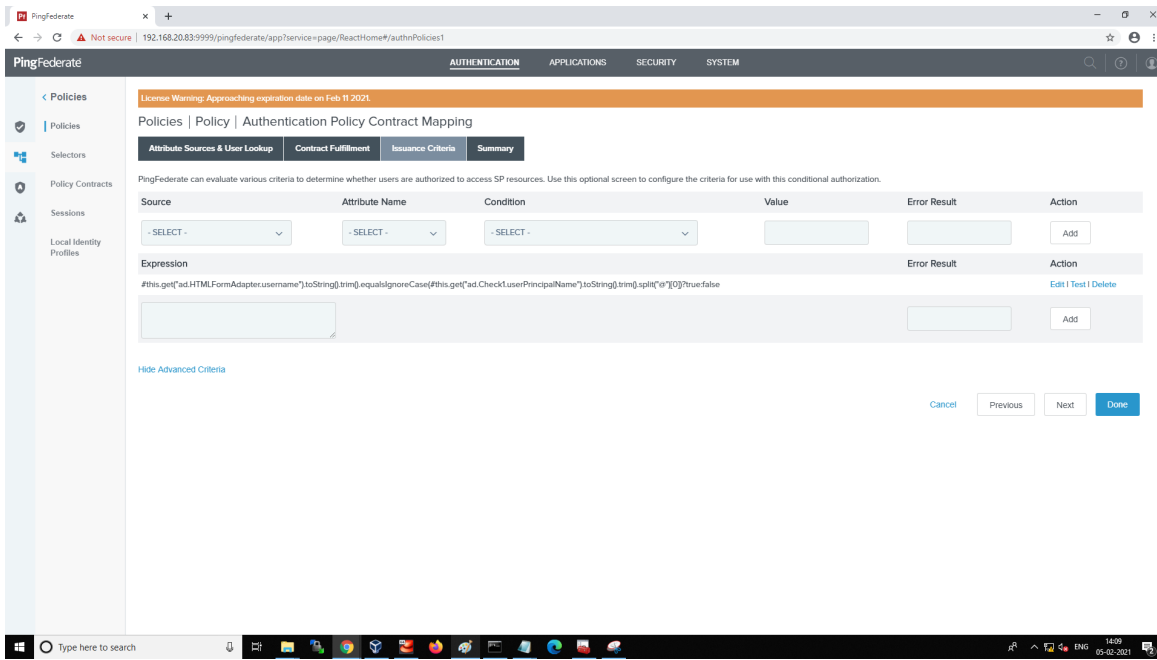 Pf PingFederate
Not secure | 192.168.20.83:9999/pingfederate/app?service=page/ReactHome#/authnPolicies1
PingFederate AUTHENTICATION APPLICATIONS SECURITY SYSTEM
< Policies
Policies
Selectors
Policy Contracts
Sessions
Local Identity
Profiles
License Warning: Approaching expiration date on Feb 11 2021.
Policies | Policy | Authentication Policy Contract Mapping
Attribute Sources & User Lookup Contract Fulfillment Issuance Criteria Summary
PingFederate can evaluate various criteria to determine whether users are authorized to access SP resources. Use this optional screen to configure the criteria for use with this conditional authorization.
Source Attribute Name Condition Value Error Result Action
- SELECT - - SELECT - - SELECT - Add
Expression Error Result Action
#this.get("ad.HTMLFormAdapter.username").toString().trim().equalsIgnoreCase(#this.get("ad.Check1.userPrincipalName").toString().trim().split("@")[0])?true:false Edit | Test | Delete
Add
Hide Advanced Criteria
Cancel Previous Next Done
Type here to search
ENG 14:09
05-02-2021